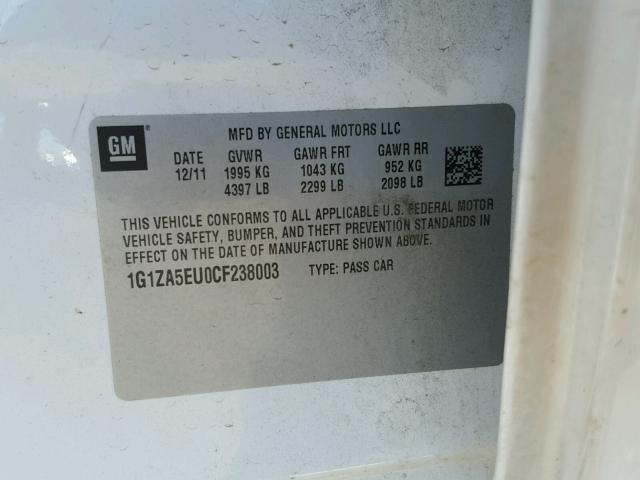 GM®
MFD BY GENERAL MOTORS LLC
DATE GVWR GAWR FRT GAWR RR
12/11 1995 KG 1043 KG 952 KG
4397 LB 2299 LB 2098 LB
THIS VEHICLE CONFORMS TO ALL APPLICABLE U.S. FEDERAL MOTOR
VEHICLE SAFETY, BUMPER, AND THEFT PREVENTION STANDARDS IN
EFFECT ON THE DATE OF MANUFACTURE SHOWN ABOVE.
1G1ZA5EU0CF238003 TYPE: PASS CAR